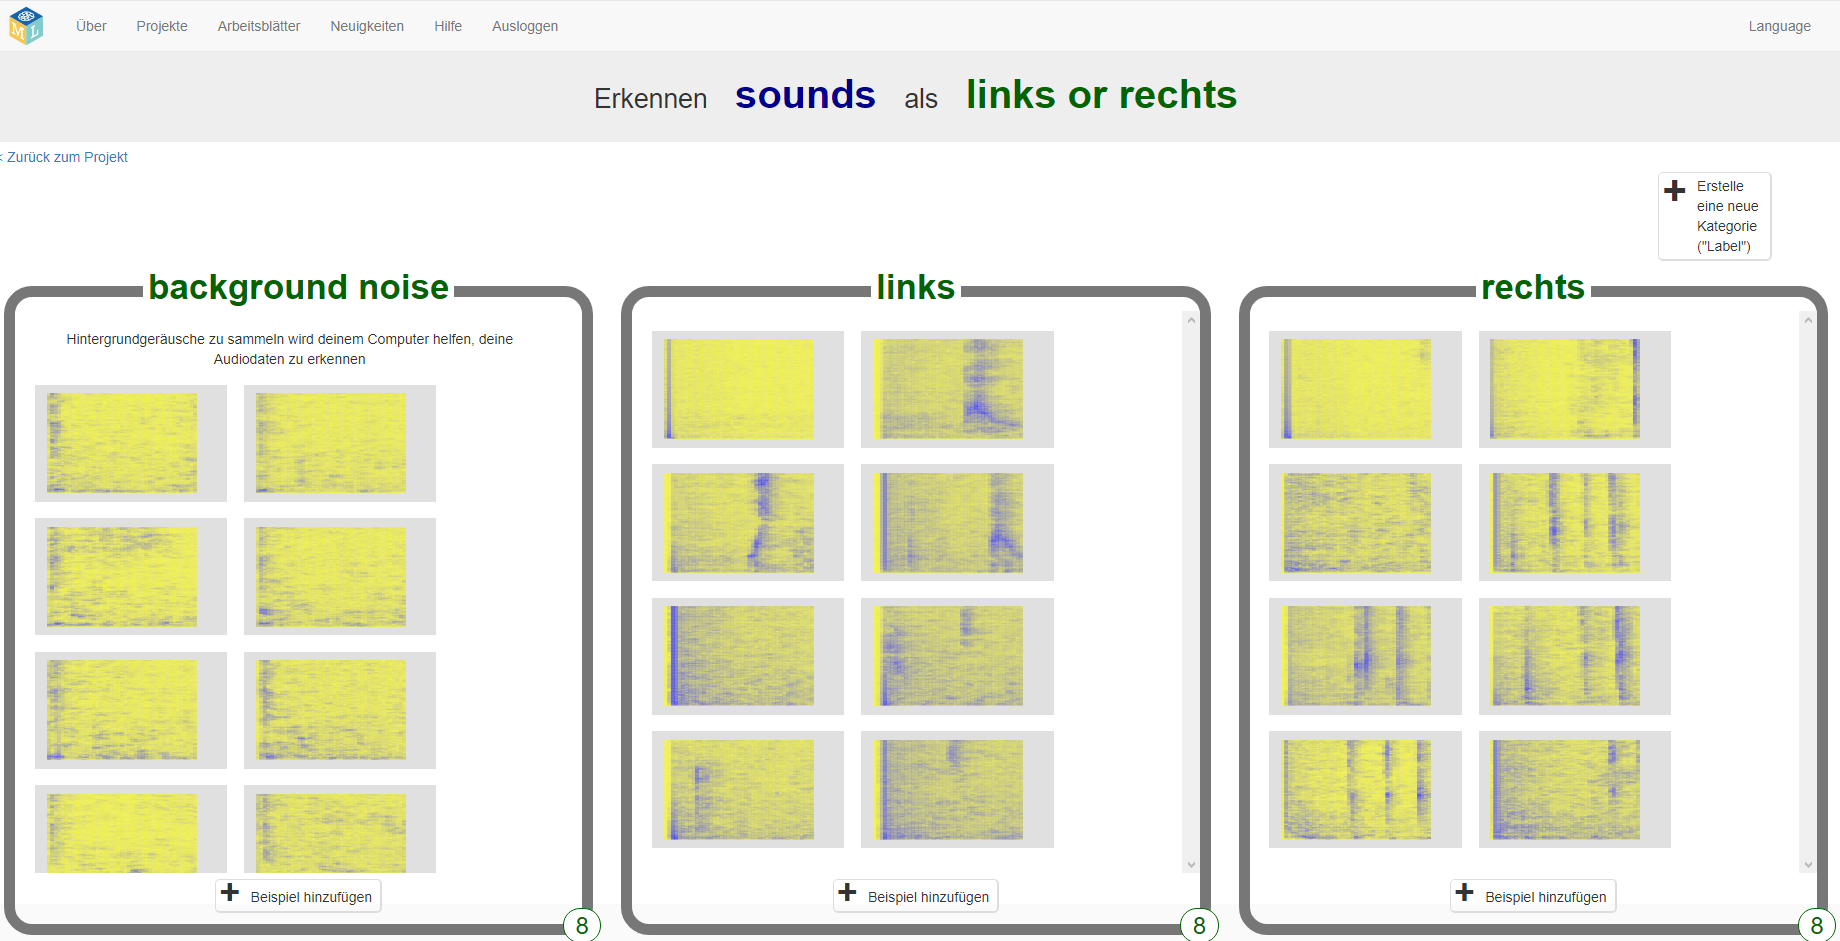 M L
Über Projekte Arbeitsblätter Neuigkeiten Hilfe Ausloggen Language
Erkennen sounds als links or rechts
< Zurück zum Projekt
Erstelle
eine neue
Kategorie
("Label")
background noise
Hintergrundgeräusche zu sammeln wird deinem Computer helfen, deine
Audiodaten zu erkennen
Beispiel hinzufügen
8
links
Beispiel hinzufügen
8
rechts
Beispiel hinzufügen
8